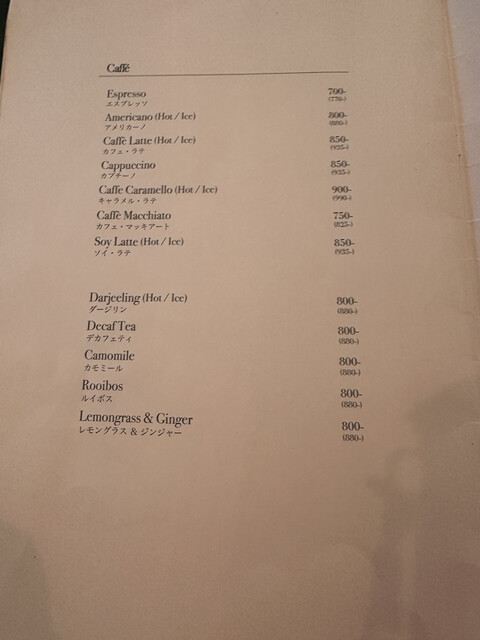 Caffé
Espresso 700-
エスプレッソ (770-)
Americano (Hot / Ice) 800-
アメリカーノ (880-)
Caffè Latte (Hot / Ice) 850-
カフェ・ラテ (935-)
Cappuccino 850-
カプチーノ (935-)
Caffe Caramello (Hot / Ice) 900-
キャラメル・ラテ (990-)
Caffè Macchiato 750-
カフェ・マッキアート (825-)
Soy Latte (Hot / Ice) 850-
ソイ・ラテ (935-)
Darjeeling (Hot / Ice) 800-
ダージリン (880-)
Decaf Tea 800-
デカフェティ (880-)
Camomile 800-
カモミール (880-)
Rooibos 800-
ルイボス (880-)
Lemongrass & Ginger 800-
レモングラス & ジンジャー (880-)